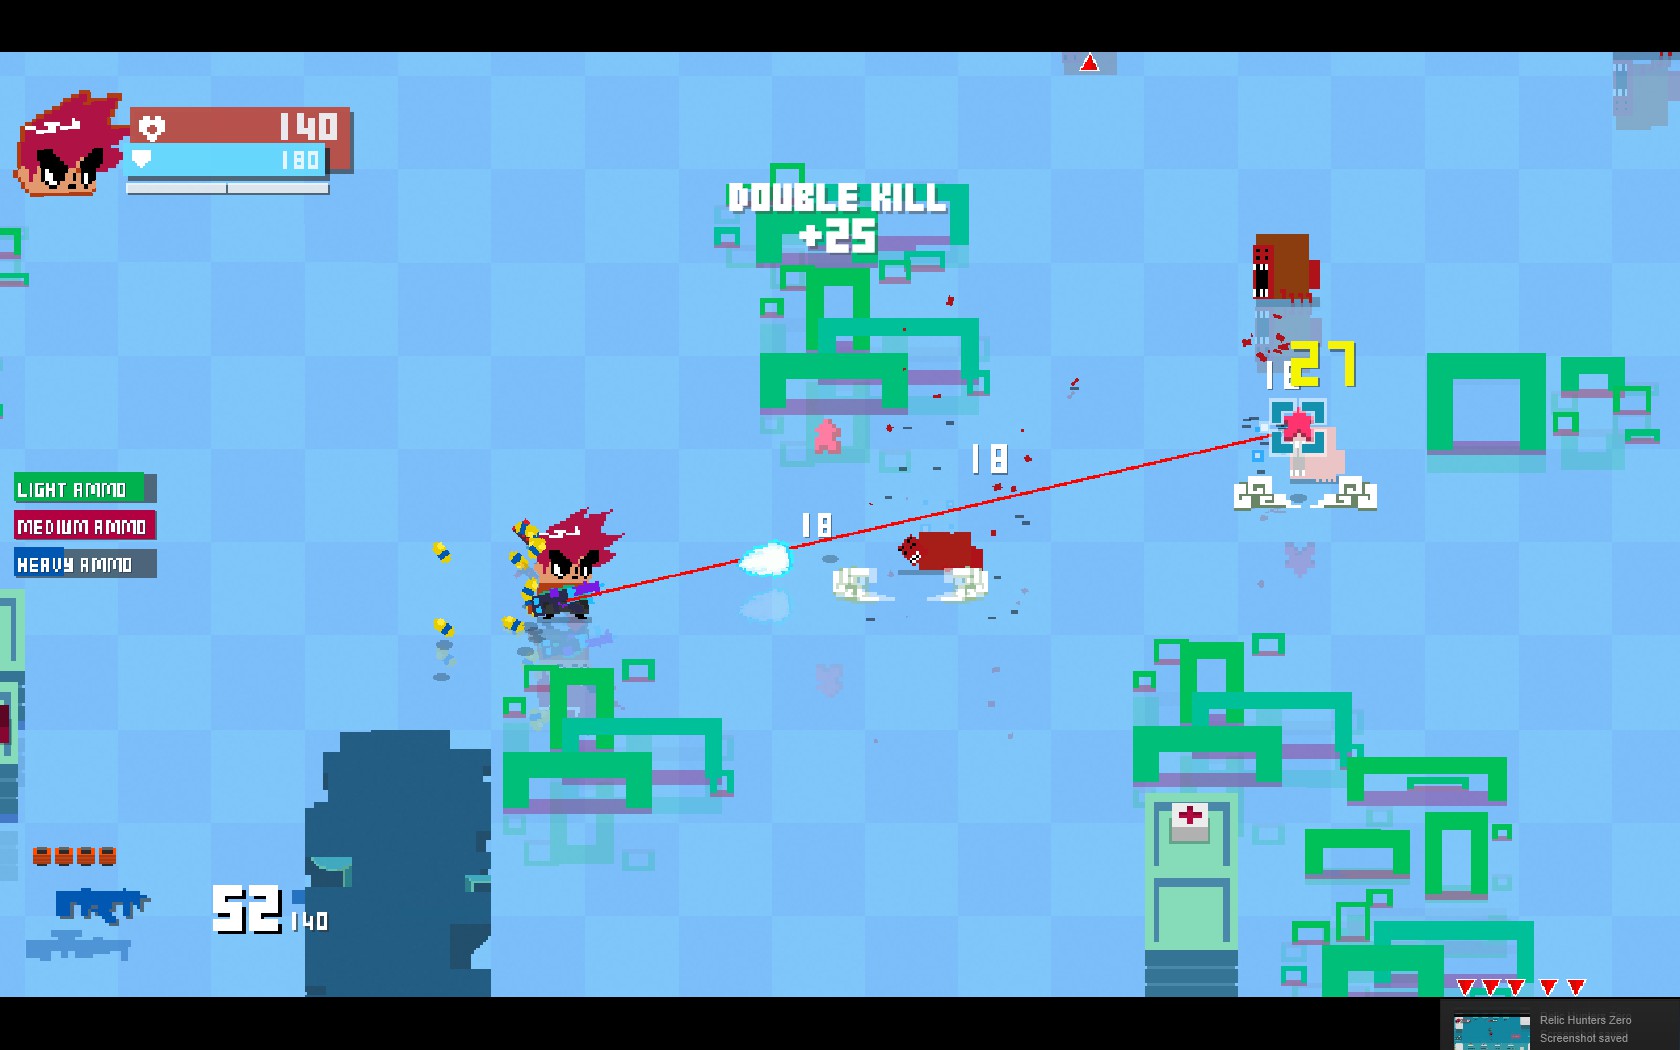 140
180
DOUBLE KILL
+25
27
18
18
LIGHT AMMO
MEDIUM AMMO
HEAVY AMMO
52
140
Relic Hunters Zero
Screenshot saved